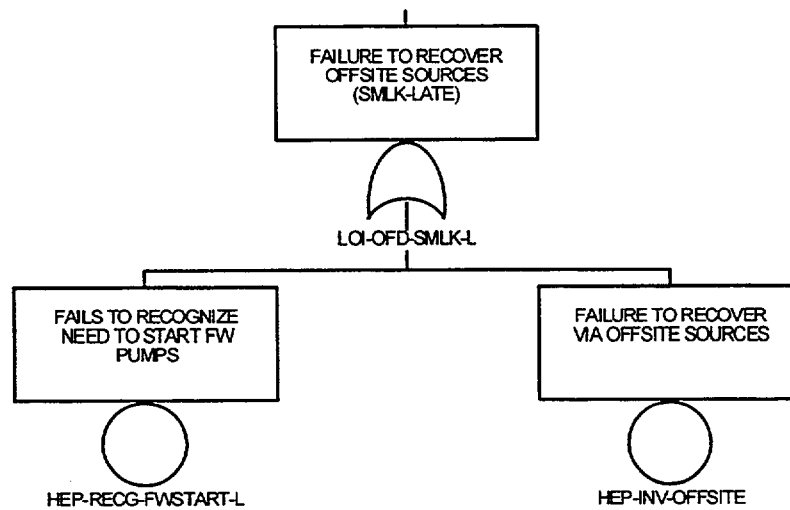 FAILURE TO RECOVER
OFFSITE SOURCES
(SMLK-LATE)
LOI-OFD-SMLK-L
FAILS TO RECOGNIZE
NEED TO START FW
PUMPS
HEP-RECG-FWSTART-L
FAILURE TO RECOVER
VIA OFFSITE SOURCES
HEP-INV-OFFSITE